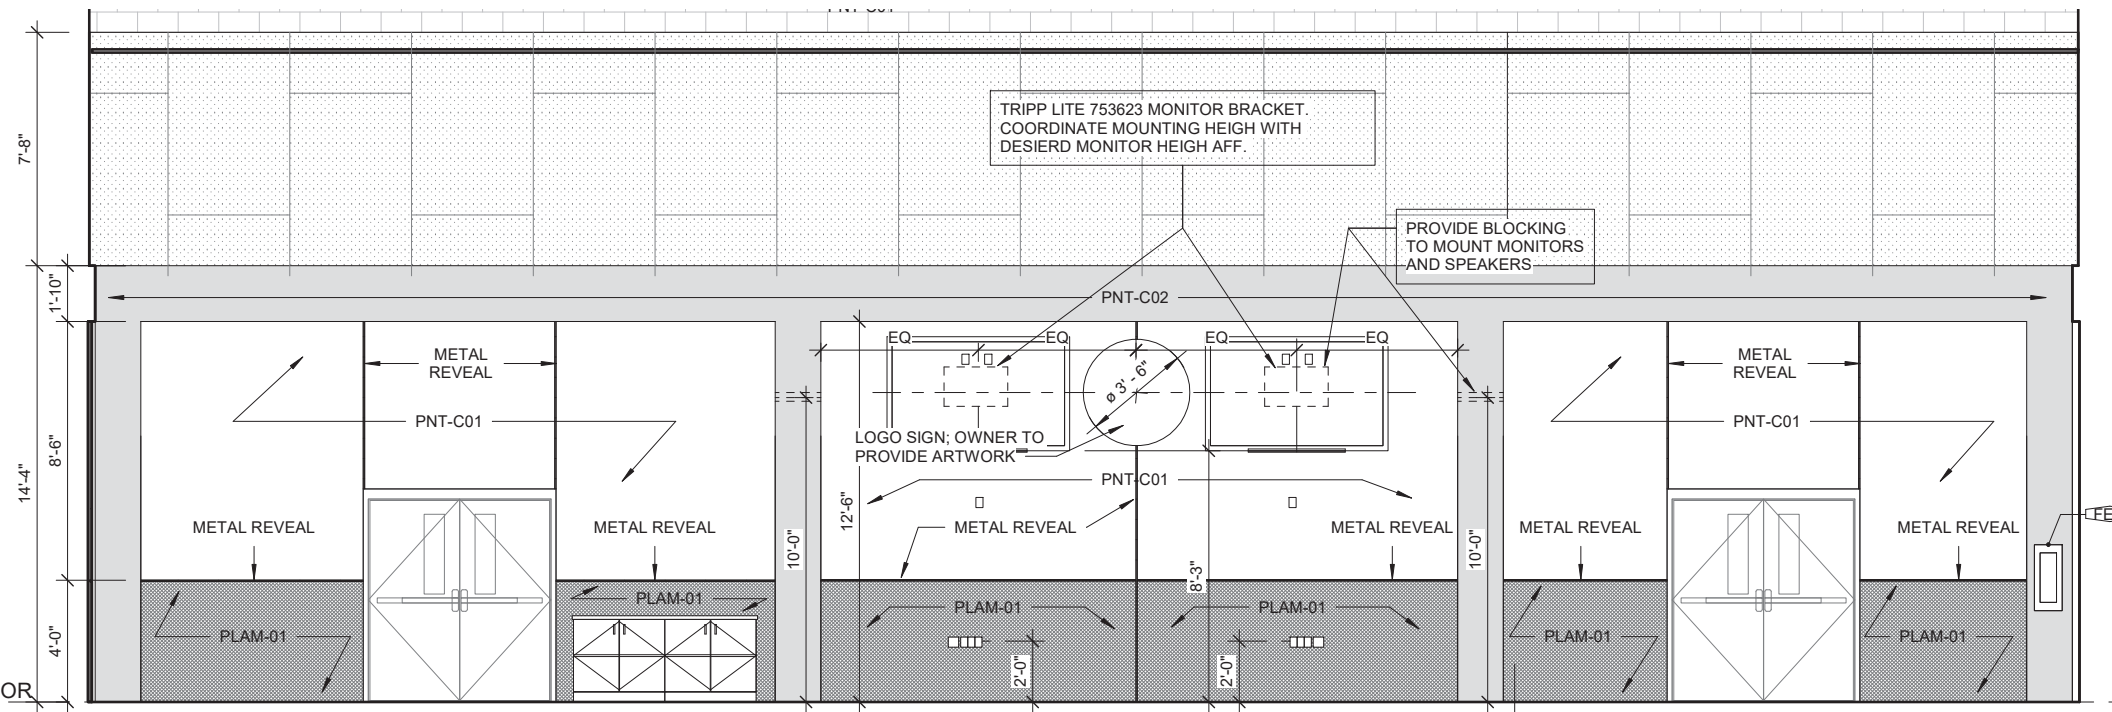 TRIPP LITE 753623 MONITOR BRACKET.
COORDINATE MOUNTING HEIGH WITH
DESIERD MONITOR HEIGH AFF.
7'-8"
PROVIDE BLOCKING
TO MOUNT MONITORS
AND SPEAKERS
1'-10"
PNT-C02
EQ
EQ
EQ
EQ
METAL
REVEAL
METAL
REVEAL
ø 3' - 6"
PNT-C01
PNT-C01
LOGO SIGN; OWNER TO
PROVIDE ARTWORK
8'-6"
14'-4"
PNT-C01
12'-6"
METAL REVEAL
METAL REVEAL
METAL REVEAL
METAL REVEAL
METAL REVEAL
METAL REVEAL
FE
10'-0"
10'-0"
8'-3"
PLAM-01
PLAM-01
PLAM-01
PLAM-01
PLAM-01
PLAM-01
4'-0"
2'-0"
2'-0"
OR